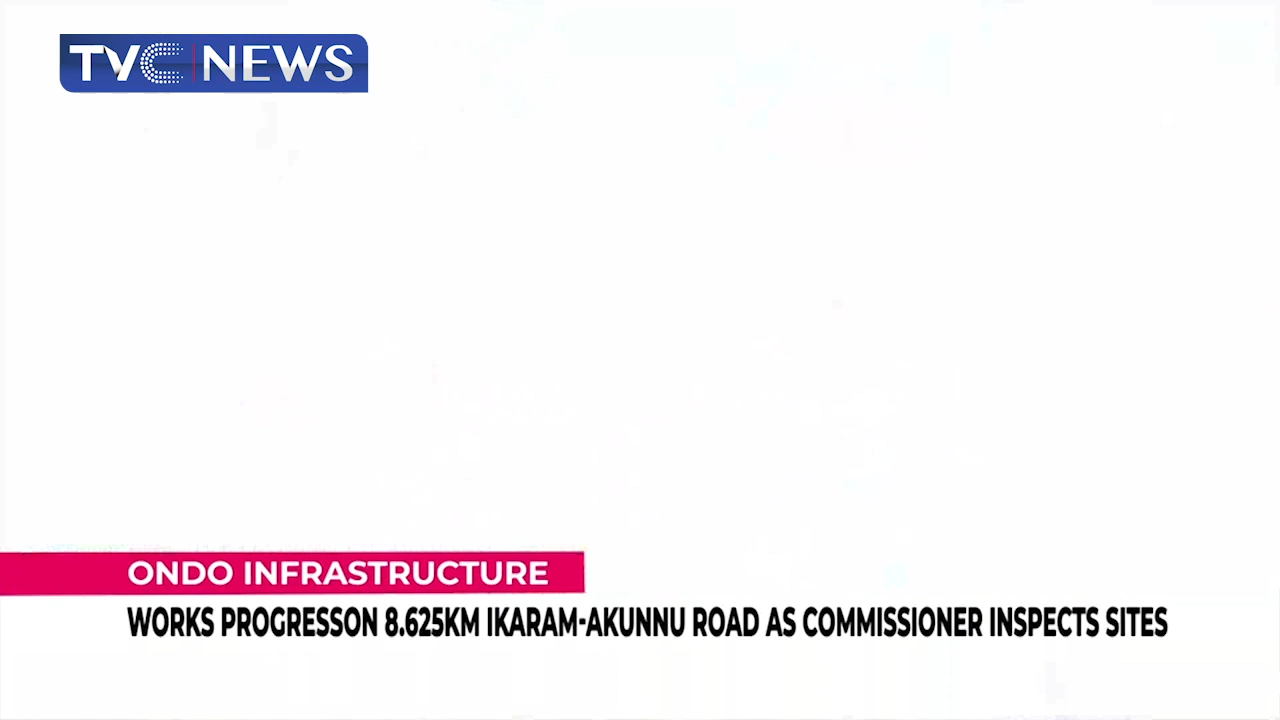 TVC NEWS
ONDO INFRASTRUCTURE
WORKS PROGRESSON 8.625KM IKARAM-AKUNNU ROAD AS COMMISSIONER INSPECTS SITES